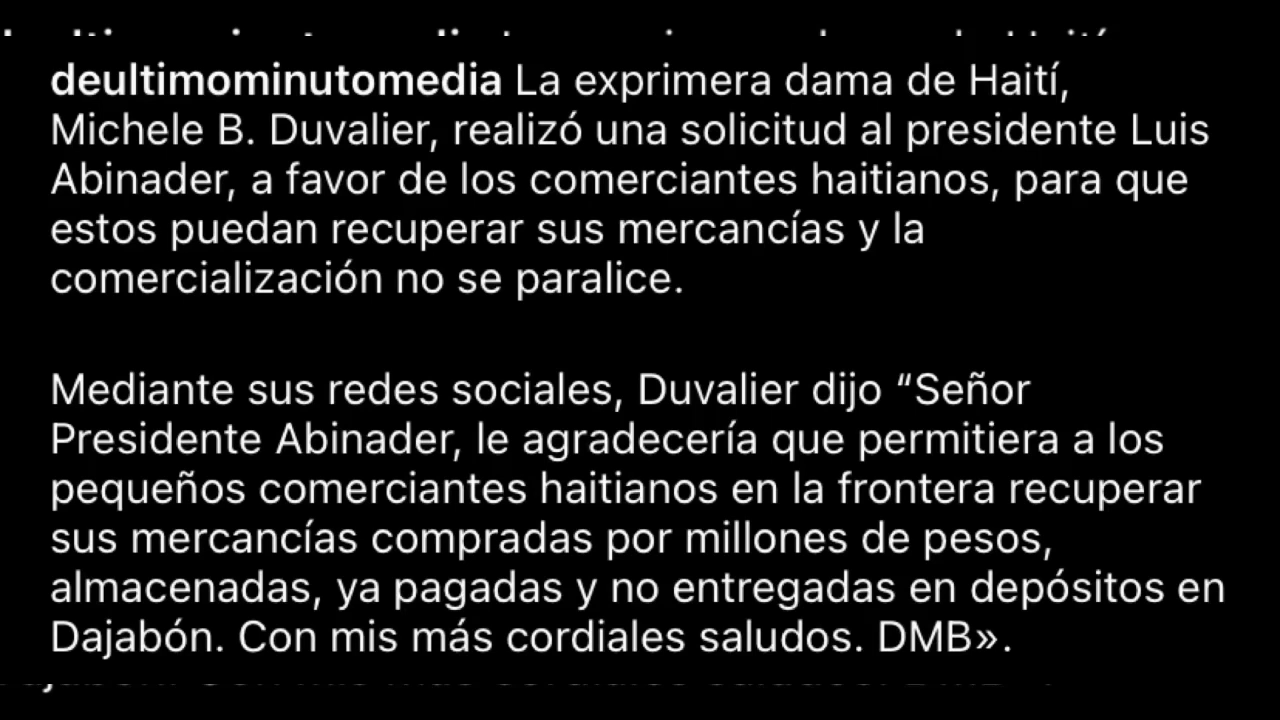 deultimominutomedia La exprimera dama de Haití,
Michele B. Duvalier, realizó una solicitud al presidente Luis
Abinader, a favor de los comerciantes haitianos, para que
estos puedan recuperar sus mercancías y la
comercialización no se paralice.
Mediante sus redes sociales, Duvalier dijo “Señor
Presidente Abinader, le agradecería que permitiera a los
pequeños comerciantes haitianos en la frontera recuperar
sus mercancías compradas por millones de pesos,
almacenadas, ya pagadas y no entregadas en depósitos en
Dajabón. Con mis más cordiales saludos. DMB».